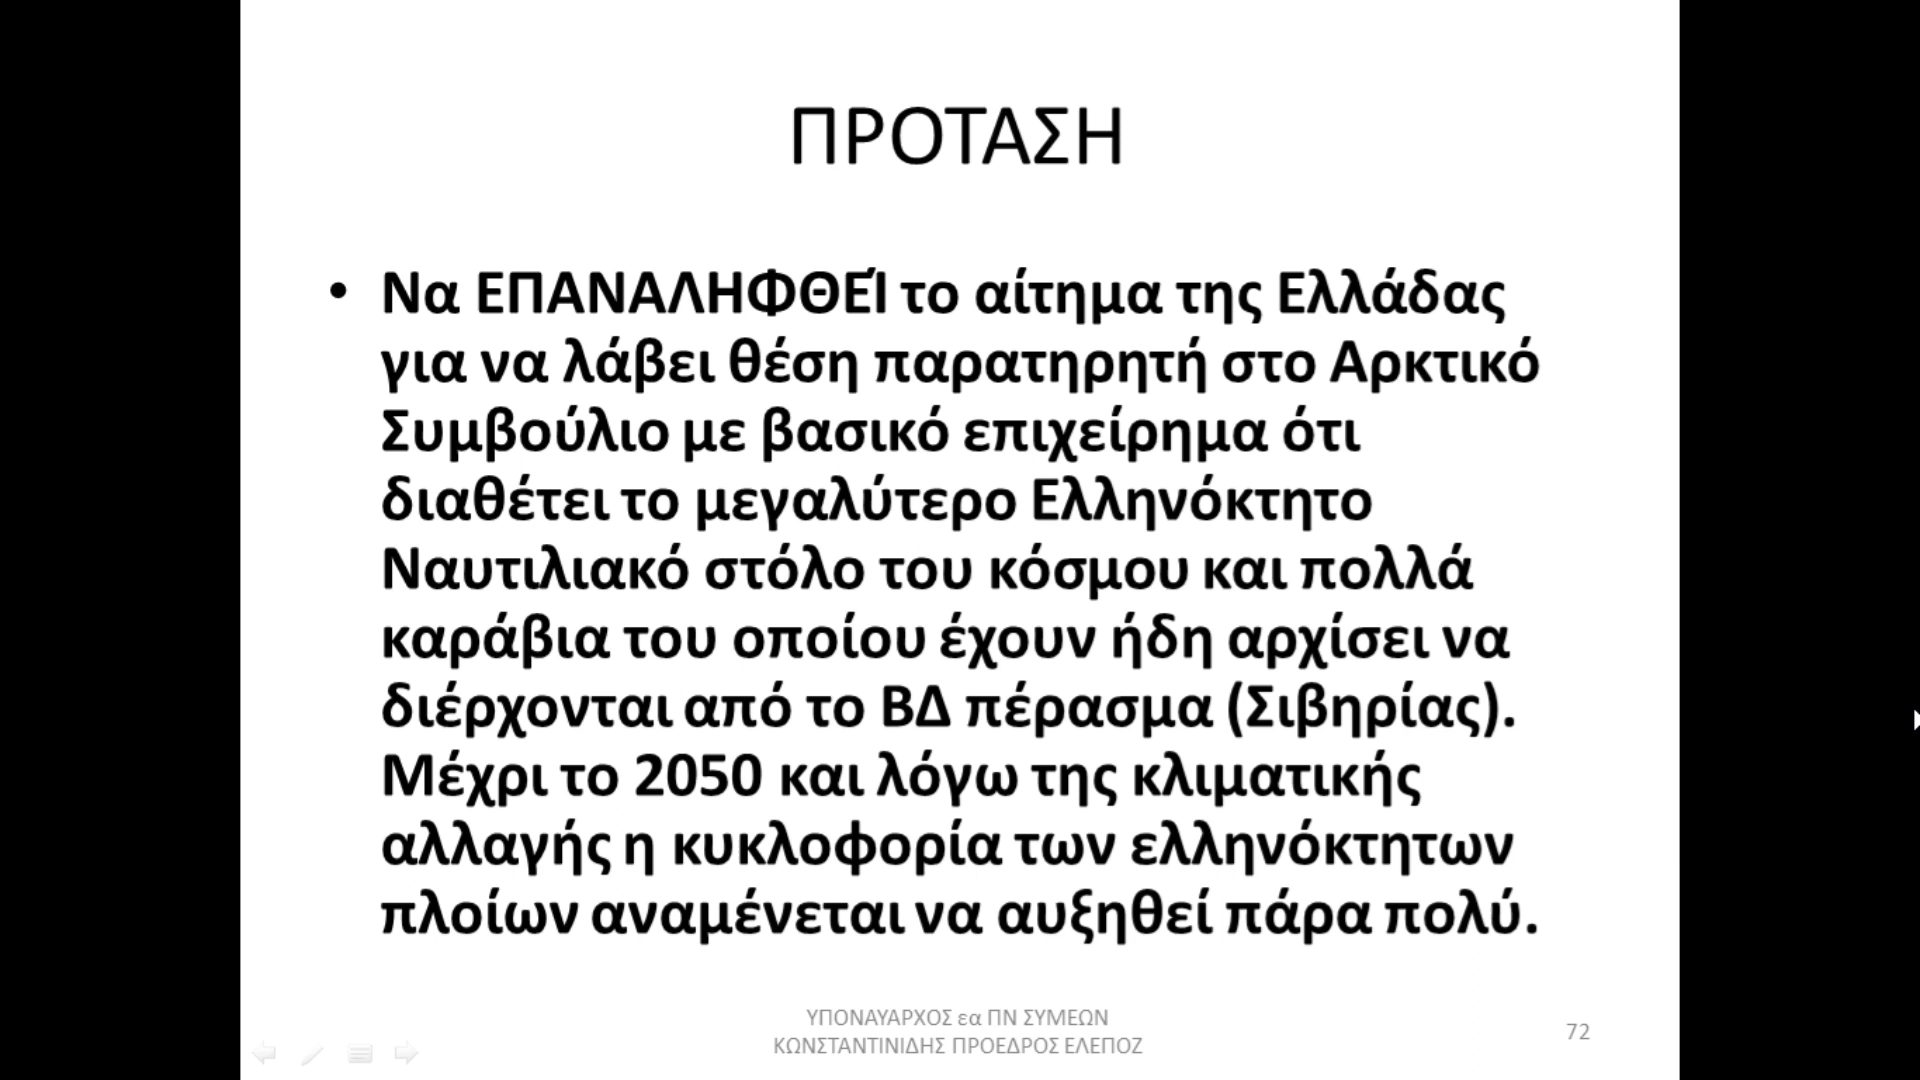 ΠΡΟΤΑΣΗ
• Να ΕΠΑΝΑΛΗΦΘΕΊ το αίτημα της Ελλάδας
για να λάβει θέση παρατηρητή στο Αρκτικό
Συμβούλιο με βασικό επιχείρημα ότι
διαθέτει το μεγαλύτερο Ελληνόκτητο
Ναυτιλιακό στόλο του κόσμου και πολλά
καράβια του οποίου έχουν ήδη αρχίσει να
διέρχονται από το ΒΔ πέρασμα (Σιβηρίας).
Μέχρι το 2050 και λόγω της κλιματικής
αλλαγής η κυκλοφορία των ελληνόκτητων
πλοίων αναμένεται να αυξηθεί πάρα πολύ.
ΥΠΟΝΑΥΑΡΧΟΣ εα ΠΝ ΣΥΜΕΩΝ
ΚΩΝΣΤΑΝΤΙΝΙΔΗΣ ΠΡΟΕΔΡΟΣ ΕΛΕΠΟΖ
72